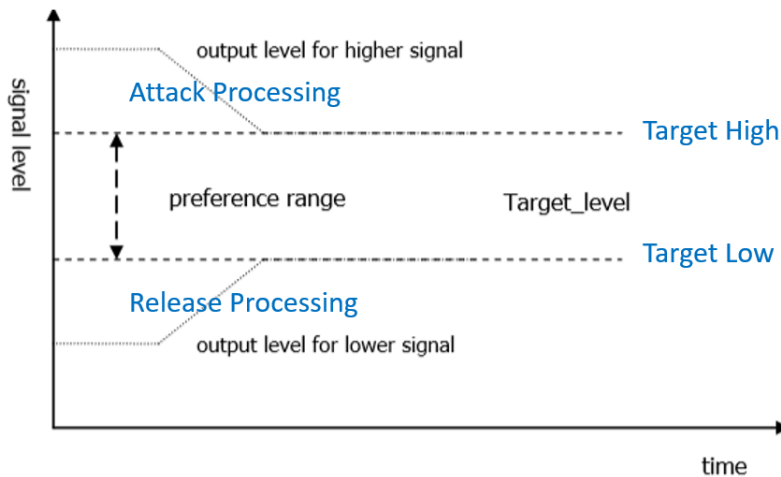 output level for higher signal
Attack Processing
Target High
signal level
preference range
Target_level
Target Low
Release Processing
output level for lower signal
time